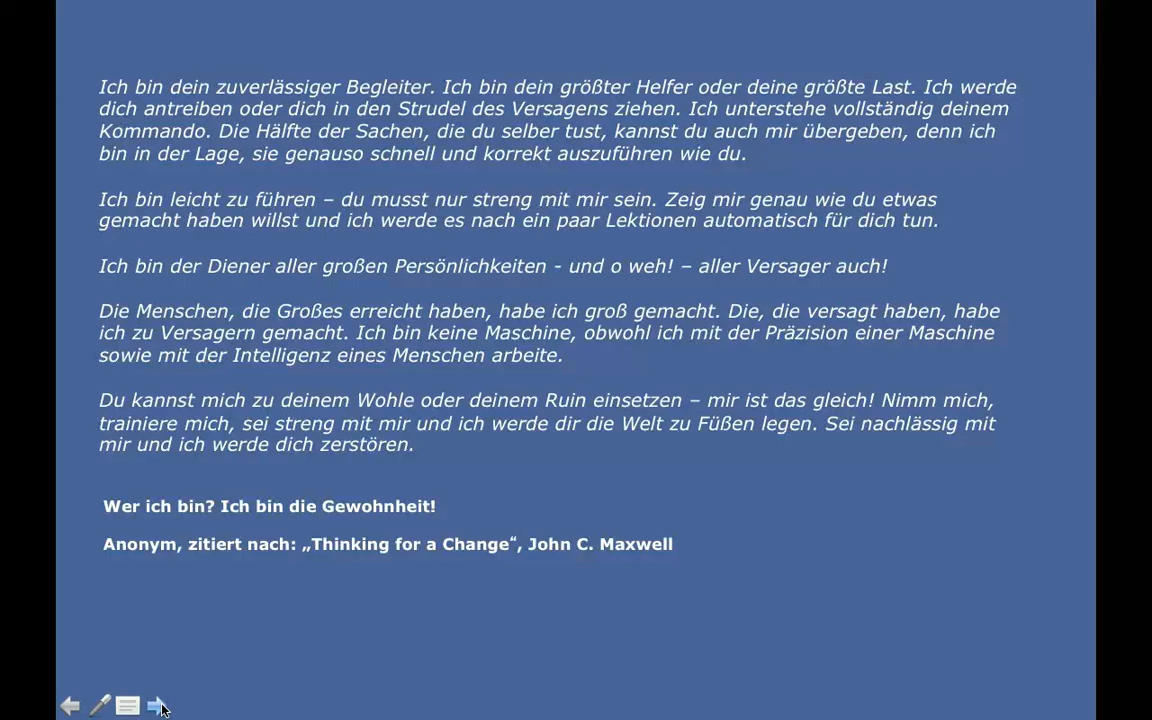 Ich bin dein zuverlässiger Begleiter. Ich bin dein größter Helfer oder deine größte Last. Ich werde
dich antreiben oder dich in den Strudel des Versagens ziehen. Ich unterstehe vollständig deinem
Kommando. Die Hälfte der Sachen, die du selber tust, kannst du auch mir übergeben, denn ich
bin in der Lage, sie genauso schnell und korrekt auszuführen wie du.
Ich bin leicht zu führen – du musst nur streng mit mir sein. Zeig mir genau wie du etwas
gemacht haben willst und ich werde es nach ein paar Lektionen automatisch für dich tun.
Ich bin der Diener aller großen Persönlichkeiten - und o weh! – aller Versager auch!
Die Menschen, die Großes erreicht haben, habe ich groß gemacht. Die, die versagt haben, habe
ich zu Versagern gemacht. Ich bin keine Maschine, obwohl ich mit der Präzision einer Maschine
sowie mit der Intelligenz eines Menschen arbeite.
Du kannst mich zu deinem Wohle oder deinem Ruin einsetzen – mir ist das gleich! Nimm mich,
trainiere mich, sei streng mit mir und ich werde dir die Welt zu Füßen legen. Sei nachlässig mit
mir und ich werde dich zerstören.
Wer ich bin? Ich bin die Gewohnheit!
Anonym, zitiert nach: „Thinking for a Change“, John C. Maxwell